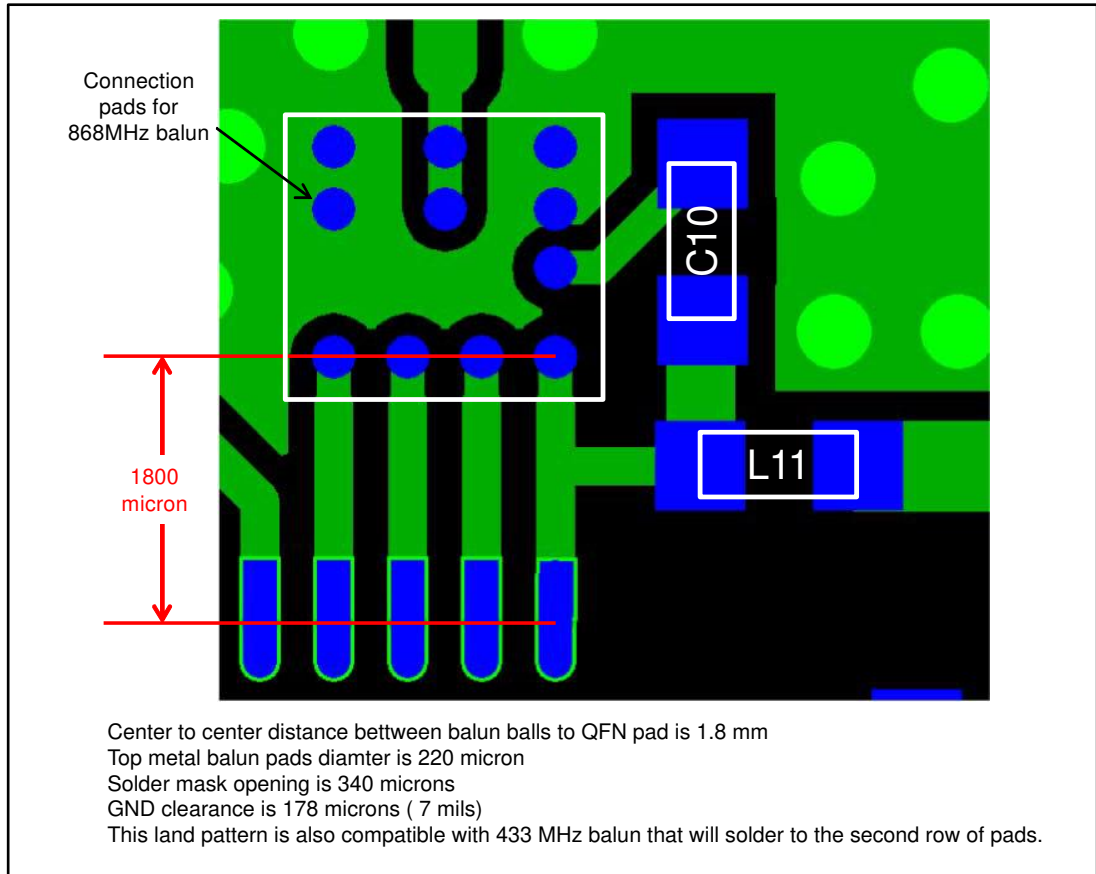 Connection
pads for
868MHz balun
C10
L11
1800
micron
Center to center distance bettween balun balls to QFN pad is 1.8 mm
Top metal balun pads diamter is 220 micron
Solder mask opening is 340 microns
GND clearance is 178 microns ( 7 mils)
This land pattern is also compatible with 433 MHz balun that will solder to the second row of pads.